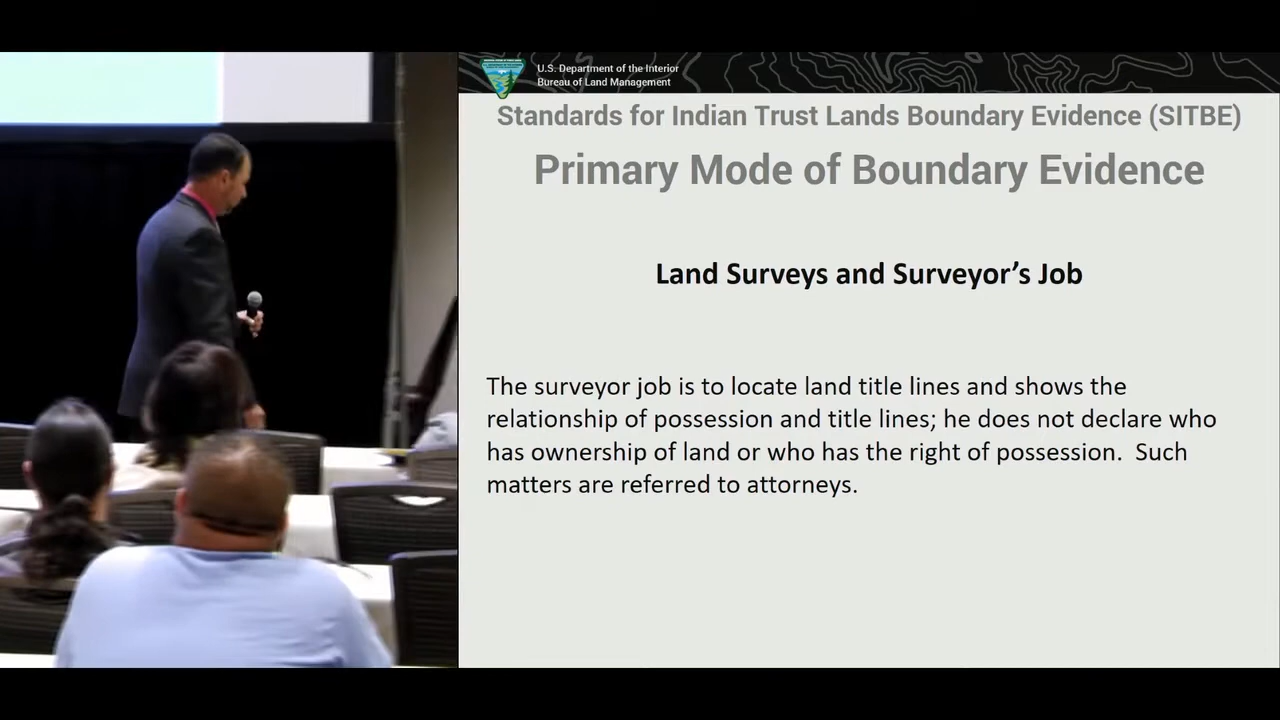 U.S. Department of the Interior
Bureau of Land Management
Standards for Indian Trust Lands Boundary Evidence (SITBE)
Primary Mode of Boundary Evidence
Land Surveys and Surveyor's Job
The surveyor job is to locate land title lines and shows the
relationship of possession and title lines; he does not declare who
has ownership of land or who has the right of possession. Such
matters are referred to attorneys.